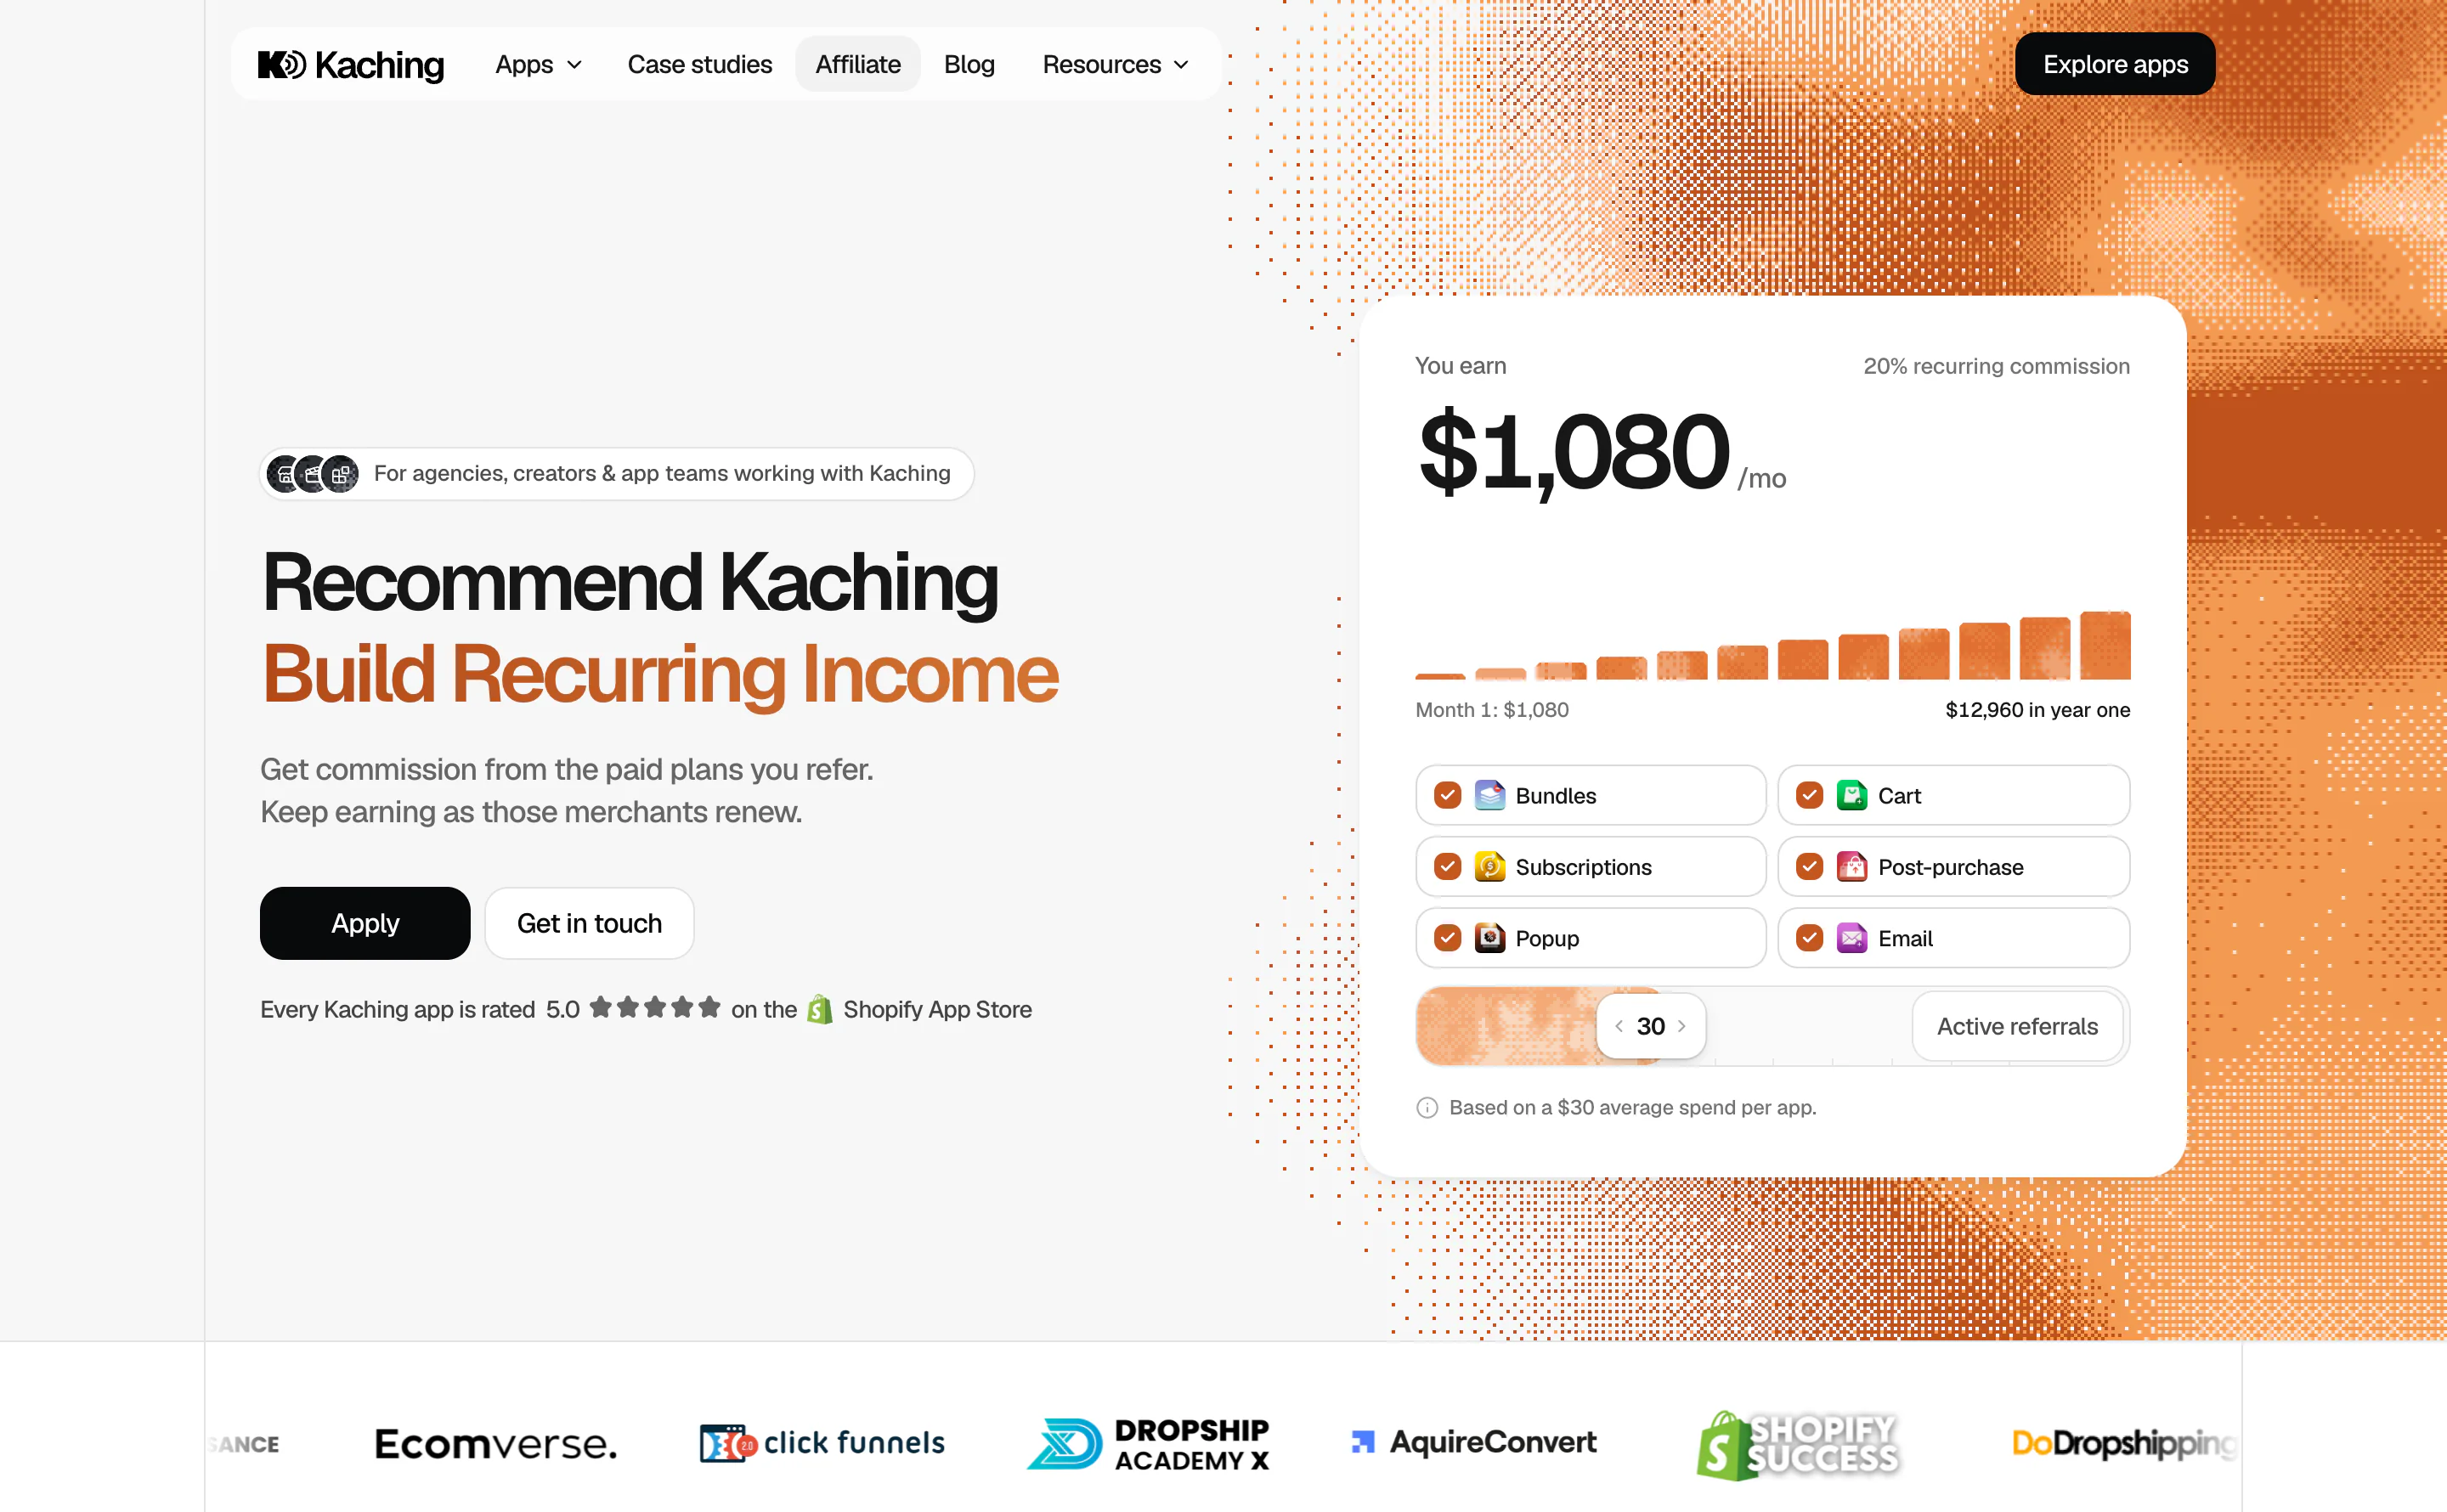 Kaching
Apps
Case studies
Affiliate
Blog
Resources
Explore apps
For agencies, creators & app teams working with Kaching
Recommend Kaching
Build Recurring Income
Get commission from the paid plans you refer.
Keep earning as those merchants renew.
Apply
Get in touch
Every Kaching app is rated 5.0 on the Shopify App Store
You earn
20% recurring commission
$1,080 /mo
Month 1: $1,080
$12,960 in year one
Bundles
Cart
Subscriptions
Post-purchase
Popup
Email
30
Active referrals
Based on a $30 average spend per app.
SANCE
Ecomverse.
2.0 click funnels
DROPSHIP
ACADEMY X
AquireConvert
SHOPIFY
SUCCESS
DoDropshipping